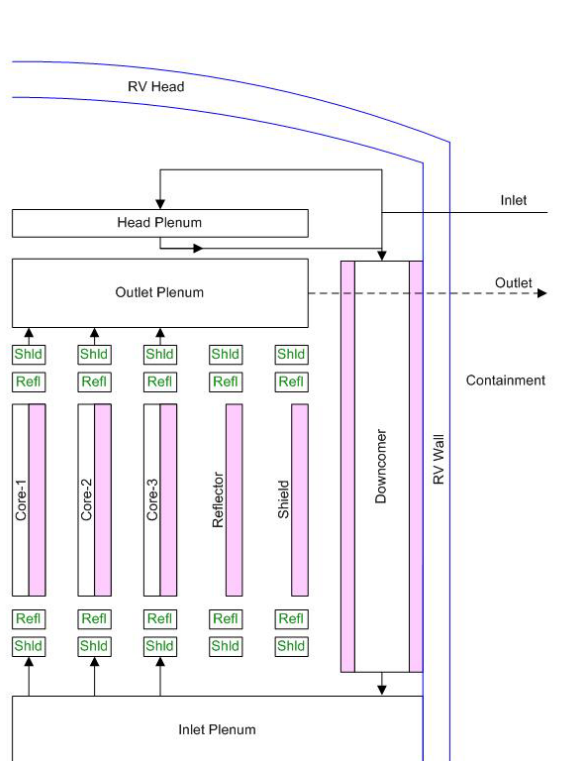 RV Head
Inlet
Head Plenum
Outlet
Outlet Plenum
Shld Shld Shld Shld Shld
Refl Refl Refl Refl Refl
Containment
Core-1 Core-2 Core-3 Reflector Shield Downcomer RV Wall
Refl Refl Refl Refl Refl
Shld Shld Shld Shld Shld
Inlet Plenum